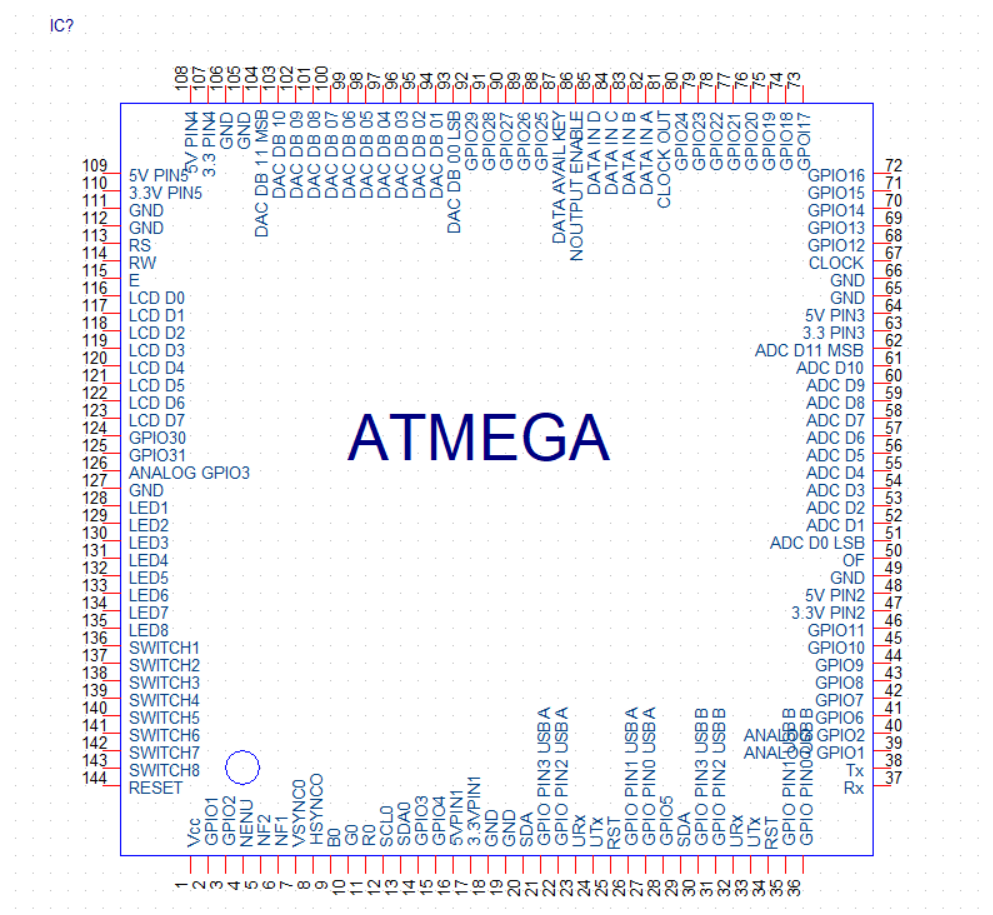 IC?
108
107
106
105
104
103
102
101
100
99
98
97
96
95
94
93
92
91
90
89
88
87
86
85
84
83
82
81
80
79
78
77
76
75
74
73
5V PIN4
3.3 PIN4
GND
GND
DAC DB 11 MSB
DAC DB 10
DAC DB 09
DAC DB 08
DAC DB 07
DAC DB 06
DAC DB 05
DAC DB 04
DAC DB 03
DAC DB 02
DAC DB 01
DAC DB 00 LSB
GPIO29
GPIO28
GPIO27
GPIO26
GPIO25
DATA AVAIL KEY
NOUTPUT ENABLE
DATA IN D
DATA IN C
DATA IN B
DATA IN A
CLOCK OUT
GPIO24
GPIO23
GPIO22
GPIO21
GPIO20
GPIO19
GPIO18
GPI17
109 5V PIN5
110 3.3V PIN5
111 GND
112 GND
113 RS
114 RW
115 E
116 LCD D0
117 LCD D1
118 LCD D2
119 LCD D3
120 LCD D4
121 LCD D5
122 LCD D6
123 LCD D7
124 GPIO30
125 GPIO31
126 ANALOG GPIO3
127 GND
128 LED1
129 LED2
130 LED3
131 LED4
132 LED5
133 LED6
134 LED7
135 LED8
136 SWITCH1
137 SWITCH2
138 SWITCH3
139 SWITCH4
140 SWITCH5
141 SWITCH6
142 SWITCH7
143 SWITCH8
144 RESET
ATMEGA
GPIO16 72
GPIO15 71
GPIO14 70
GPIO13 69
GPIO12 68
CLOCK 67
GND 66
GND 65
5V PIN3 64
3.3 PIN3 63
ADC D11 MSB 62
ADC D10 61
ADC D9 60
ADC D8 59
ADC D7 58
ADC D6 57
ADC D5 56
ADC D4 55
ADC D3 54
ADC D2 53
ADC D1 52
ADC D0 LSB 51
OF 50
GND 49
5V PIN2 48
3.3V PIN2 47
GPIO11 46
GPIO10 45
GPIO9 44
GPIO8 43
GPIO7 42
GPIO6 41
ANALOG GPIO2 40
ANALOG GPIO1 39
Tx 38
Rx 37
Vcc
GPIO1
GPIO2
NENU
NF2
NF1
VSYNC0
HSYNCO
B0
G0
R0
SCL0
SDA0
GPIO3
GPIO4
5VPIN1
3.3VPIN1
GND
GND
SDA
GPIO PIN3 USBA
GPIO PIN2 USBA
URx
UTx
RST
GPIO PIN1 USBA
GPIO PIN0 USBA
GPIO5
SDA
GPIO PIN3 USBB
GPIO PIN2 USBB
URx
UTx
RST
GPIO PIN1 USBB
GPIO PIN0 USBB
1
2
3
4
5
6
7
8
9
10
11
12
13
14
15
16
17
18
19
20
21
22
23
24
25
26
27
28
29
30
31
32
33
34
35
36